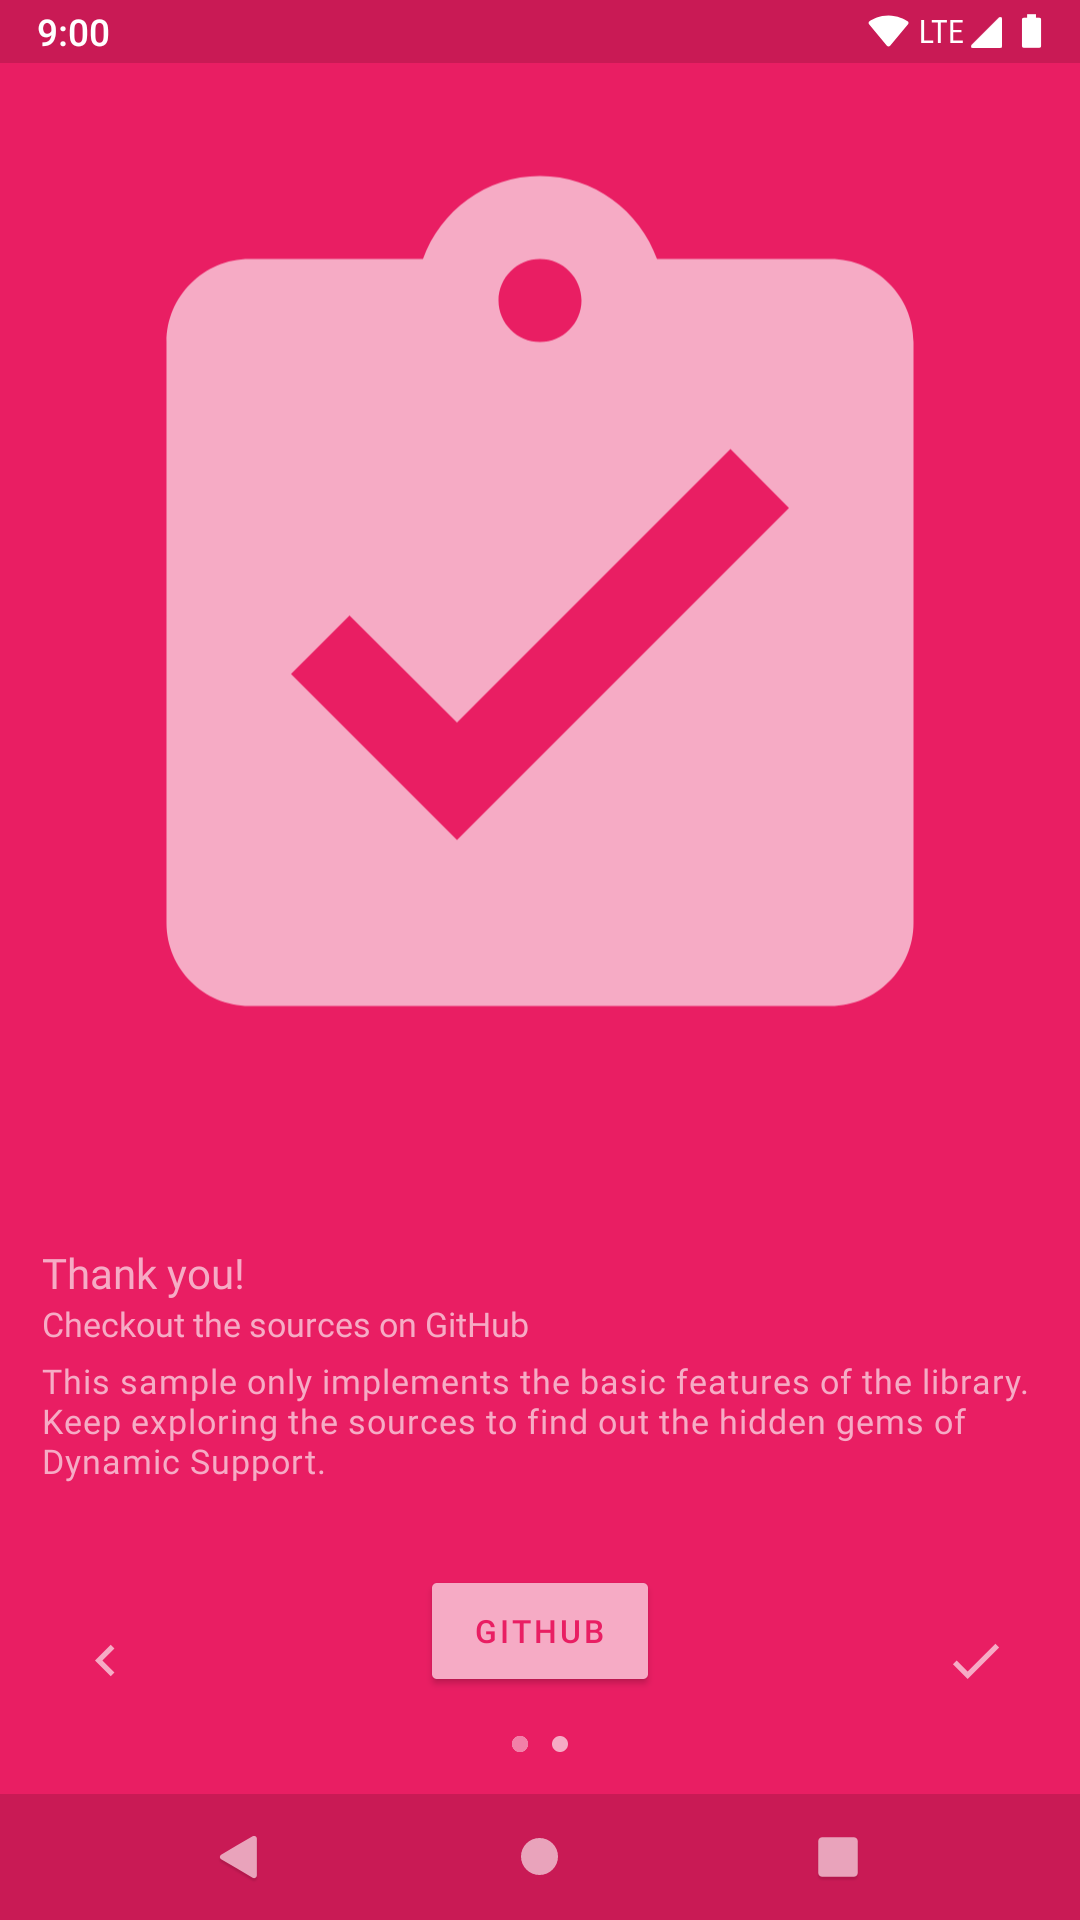 9:00 LTE
Thank you!
Checkout the sources on GitHub
This sample only implements the basic features of the library.
Keep exploring the sources to find out the hidden gems of
Dynamic Support.
GITHUB